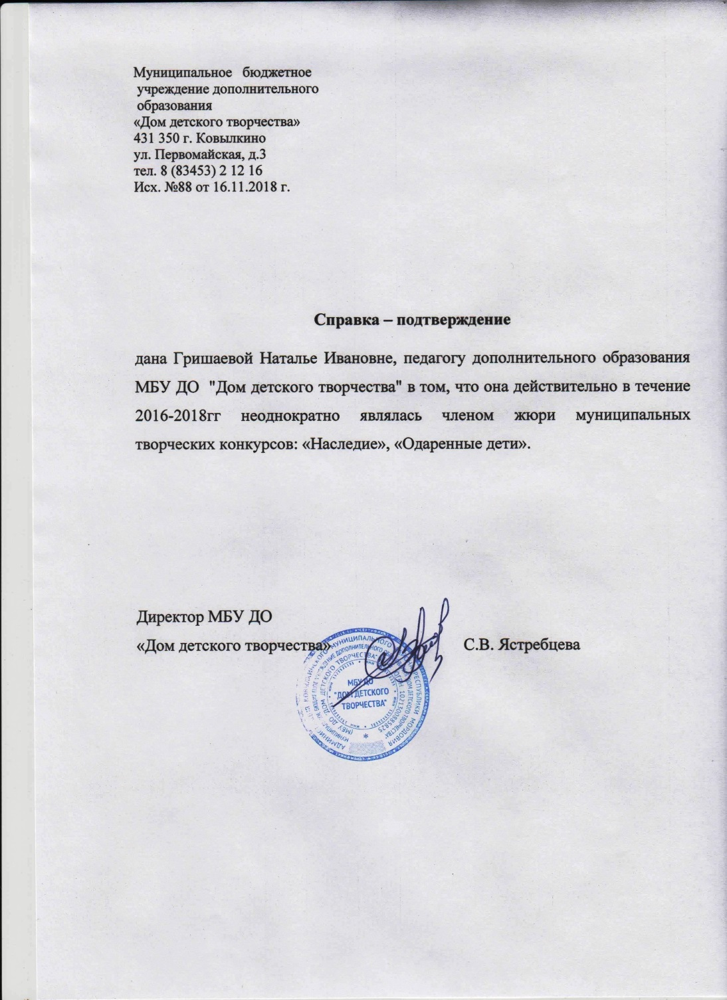 Муниципальное бюджетное
учреждение дополнительного
образования
«Дом детского творчества»
431 350 г. Ковылкино
ул. Первомайская, д.3
тел. 8 (83453) 2 12 16
Исх. №88 от 16.11.2018 г.
Справка – подтверждение
дана Гришаевой Наталье Ивановне, педагогу дополнительного образования
МБУ ДО "Дом детского творчества" в том, что она действительно в течение
2016-2018гг неоднократно являлась членом жюри муниципальных
творческих конкурсов: «Наследие», «Одаренные дети».
Директор МБУ ДО
«Дом детского творчества»
С.В. Ястребцева
МБУ ДО
"ДОМ ДЕТСКОГО
ТВОРЧЕСТВА"